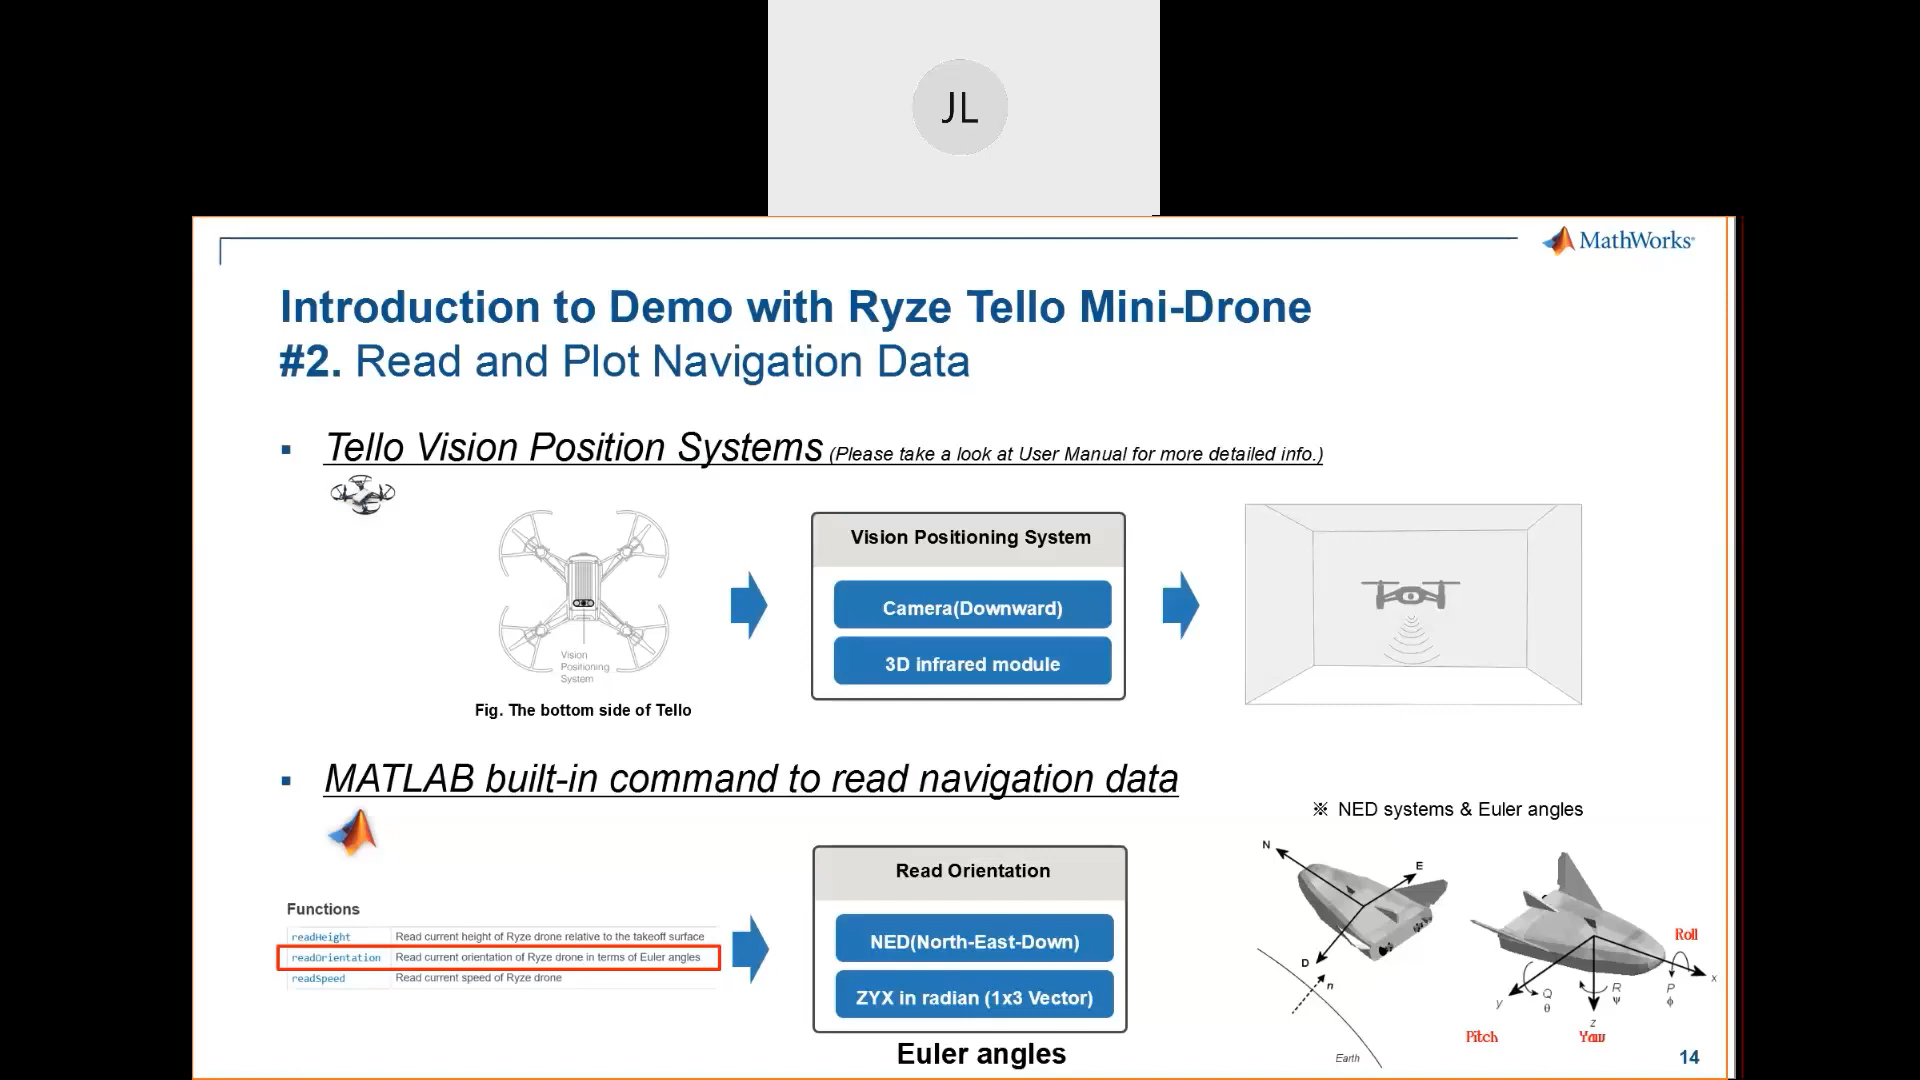 JL
MathWorks®
Introduction to Demo with Ryze Tello Mini-Drone
#2. Read and Plot Navigation Data
▪ Tello Vision Position Systems (Please take a look at User Manual for more detailed info.)
Vision
Positioning
System
Fig. The bottom side of Tello
Vision Positioning System
Camera(Downward)
3D infrared module
▪ MATLAB built-in command to read navigation data
Functions
readHeight Read current height of Ryze drone relative to the takeoff surface
readOrientation Read current orientation of Ryze drone in terms of Euler angles
readSpeed Read current speed of Ryze drone
Read Orientation
NED(North-East-Down)
ZYX in radian (1x3 Vector)
Euler angles
※ NED systems & Euler angles
N
E
D
n
Earth
Roll
x
P
ϕ
R
ψ
Q
θ
y
z
Pitch
Yaw
14